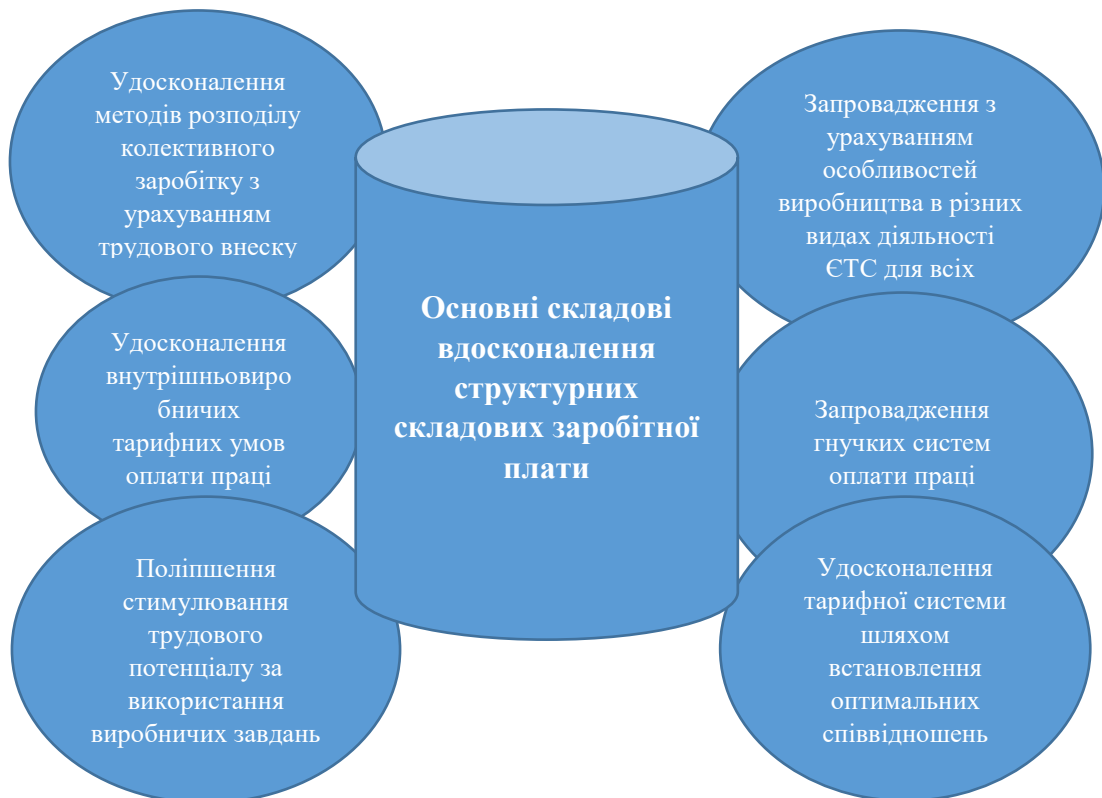 Удосконалення
методів розподілу
колективного
заробітку з
урахуванням
трудового внеску
Удосконалення
внутрішньовиро
бничих
тарифних умов
оплати праці
Поліпшення
стимулювання
трудового
потенціалу за
використання
виробничих завдань
Основні складові
вдосконалення
структурних
складових заробітної
плати
Запровадження з
урахуванням
особливостей
виробництва в різних
видах діяльності
ЄТС для всіх
Запровадження
гнучких систем
оплати праці
Удосконалення
тарифної системи
шляхом
встановлення
оптимальних
співвідношень